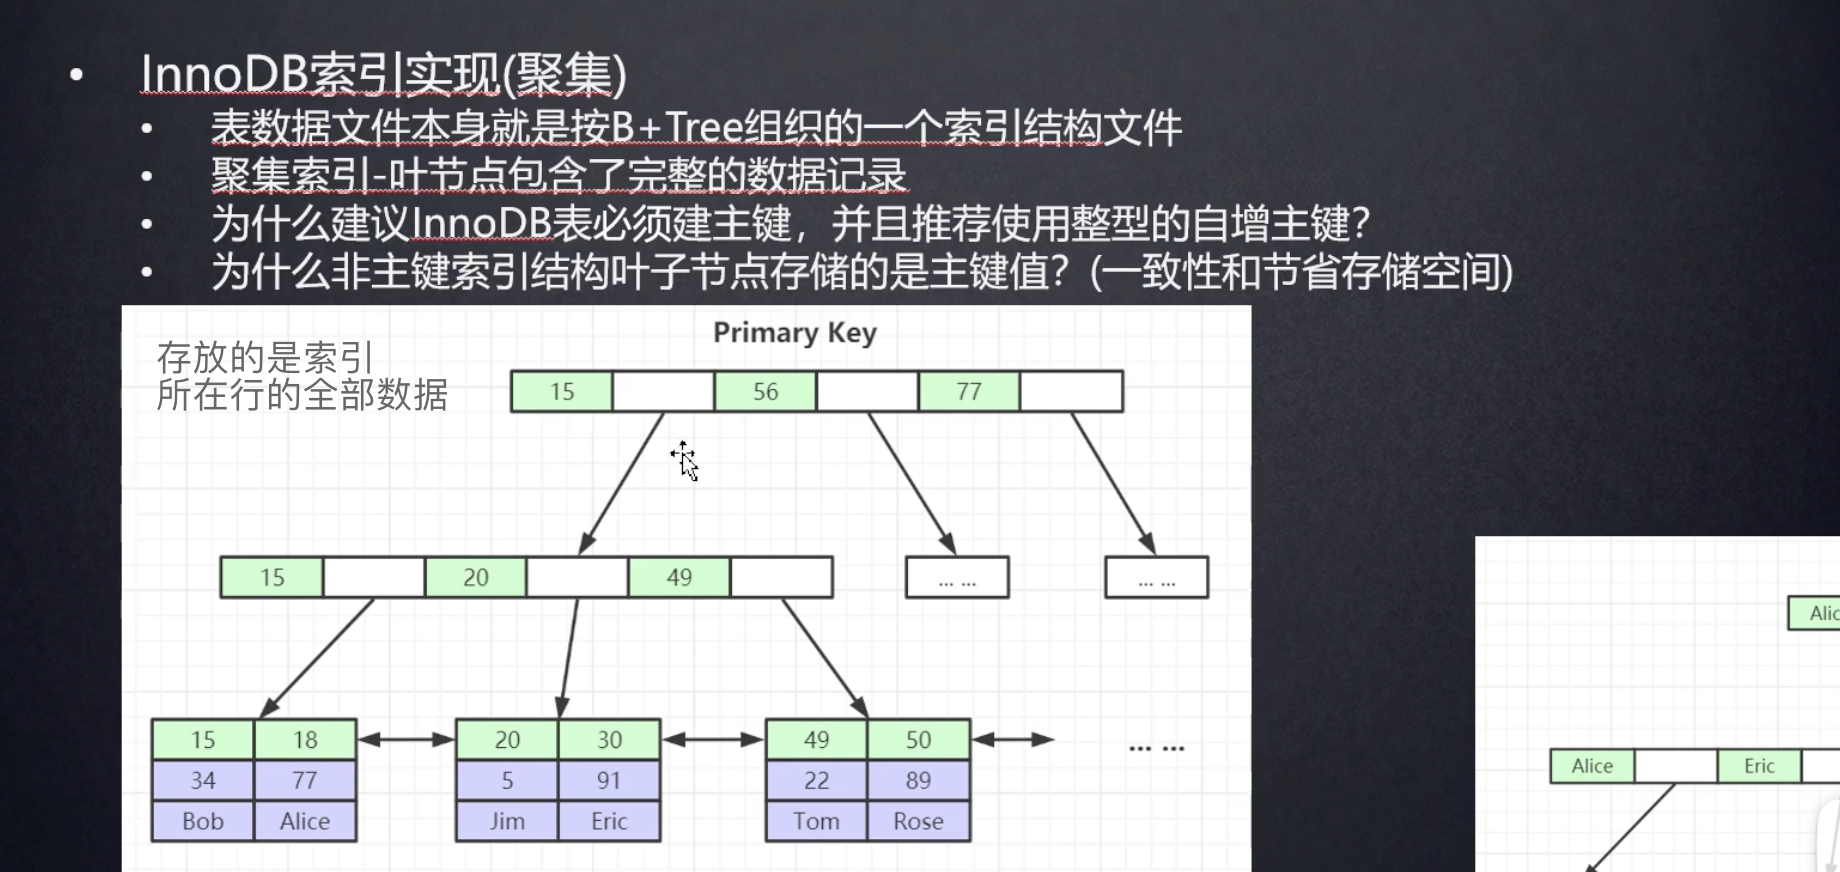 InnoDB索引实现(聚集)
表数据文件本身就是按B+Tree组织的一个索引结构文件
聚集索引-叶节点包含了完整的数据记录
为什么建议InnoDB表必须建主键，并且推荐使用整型的自增主键？
为什么非主键索引结构叶子节点存储的是主键值？(一致性和节省存储空间)
Primary Key
存放的是索引
所在行的全部数据
15 56 77
15 20 49
... ...
... ...
15 18 20 30 49 50
... ...
34 77 5 91 22 89
Bob Alice Jim Eric Tom Rose
Alic
Alice Eric